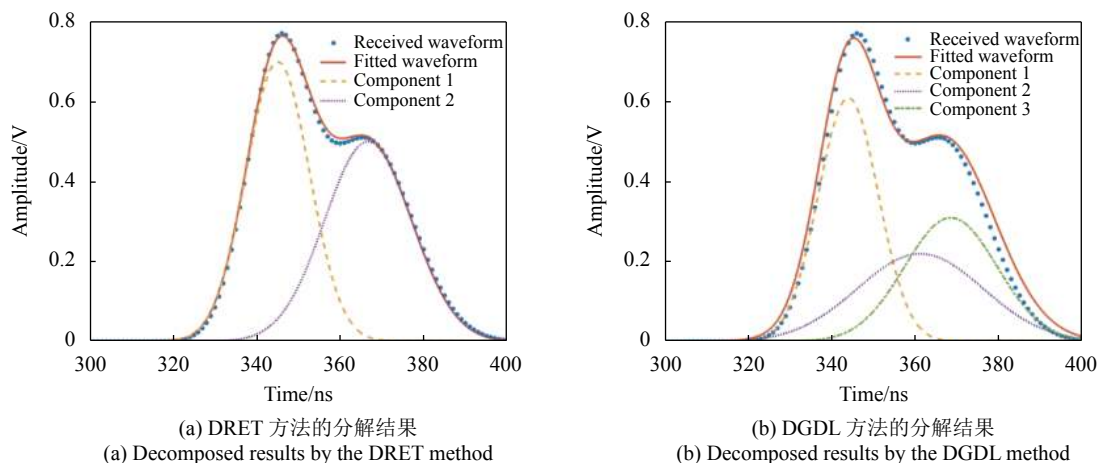 0.8
Received waveform
Fitted waveform
Component 1
Component 2
0.6
0.4
0.2
0
Amplitude/V
300 320 340 360 380 400
Time/ns
(a) DRET 方法的分解结果
(a) Decomposed results by the DRET method
0.8
Received waveform
Fitted waveform
Component 1
Component 2
Component 3
0.6
0.4
0.2
0
Amplitude/V
300 320 340 360 380 400
Time/ns
(b) DGDL 方法的分解结果
(b) Decomposed results by the DGDL method